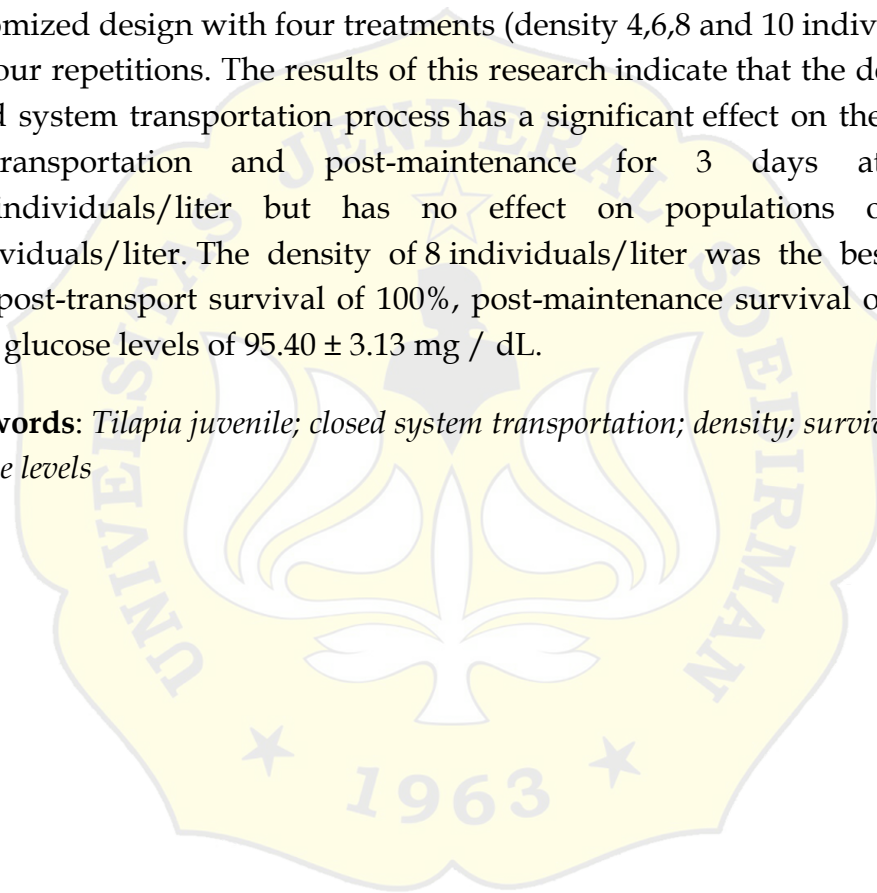 omized design with four treatments (density 4,6,8 and 10 indiv
our repetitions. The results of this research indicate that the d
d system transportation process has a significant effect on the
ransportation and post-maintenance for 3 days at
individuals/liter but has no effect on populations o
viduals/liter. The density of 8 individuals/liter was the bes
post-transport survival of 100%, post-maintenance survival o
glucose levels of 95.40 ± 3.13 mg / dL.
words: Tilapia juvenile; closed system transportation; density; surviv
e levels
UNIVERSITAS JENDERAL SOEDIRMAN
1963